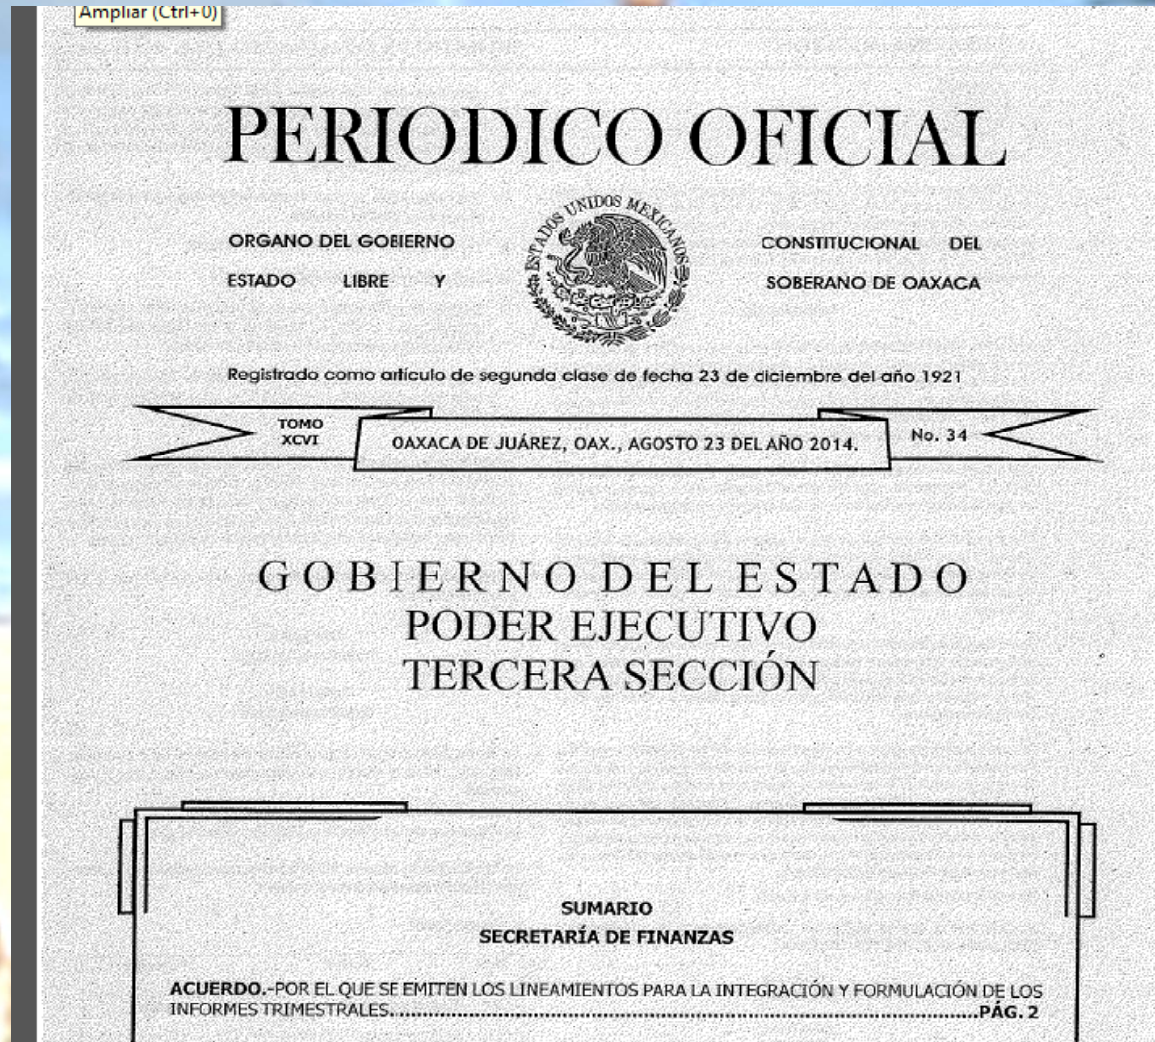 Ampliar (Ctrl+0)
PERIODICO OFICIAL
ESTADOS UNIDOS MEXICANOS
ORGANO DEL GOBIERNO CONSTITUCIONAL DEL
ESTADO LIBRE Y SOBERANO DE OAXACA
Registrado como artículo de segunda clase de fecha 23 de diciembre del año 1921
TOMO
XCVI
OAXACA DE JUÁREZ, OAX., AGOSTO 23 DEL AÑO 2014.
No. 34
GOBIERNO DEL ESTADO
PODER EJECUTIVO
TERCERA SECCIÓN
SUMARIO
SECRETARÍA DE FINANZAS
ACUERDO.-POR EL QUE SE EMITEN LOS LINEAMIENTOS PARA LA INTEGRACIÓN Y FORMULACIÓN DE LOS
INFORMES TRIMESTRALES...............................................................................................PÁG. 2